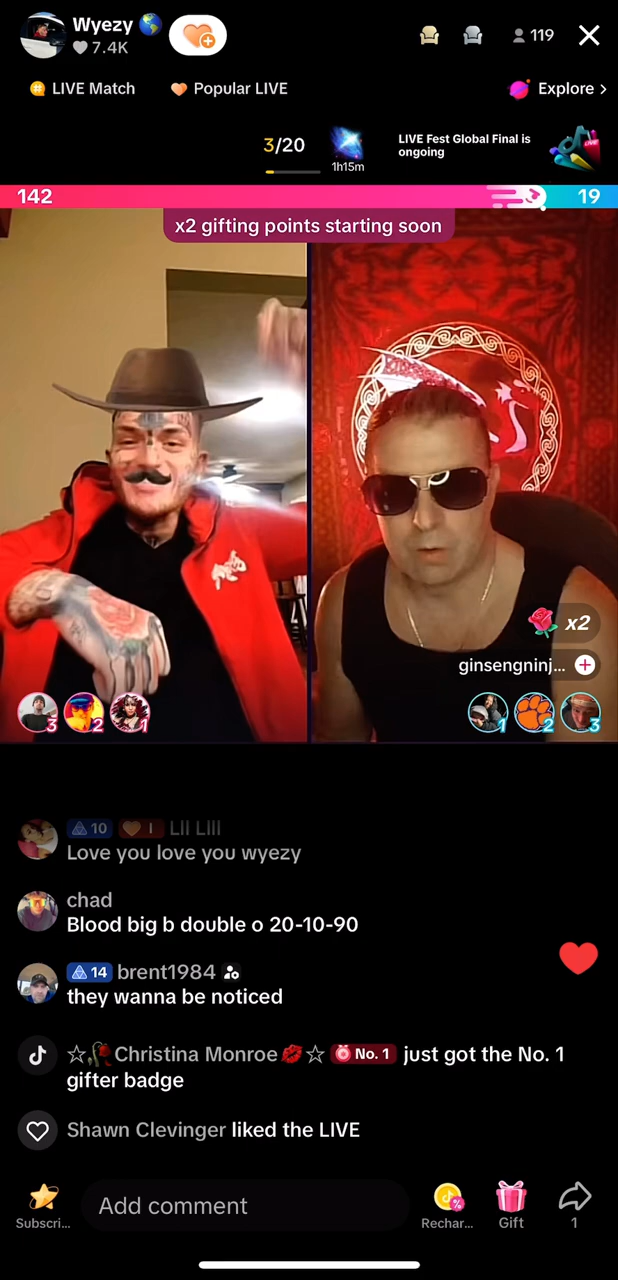 Wyezy 🌎
7.4K
119
LIVE Match
Popular LIVE
Explore >
3/20
1h15m
LIVE Fest Global Final is
ongoing
LIVE
142
19
x2 gifting points starting soon
x2
ginsengninj...
3
2
1
1
2
3
10 I Lil Llll
Love you love you wyezy
chad
Blood big b double o 20-10-90
14 brent1984
they wanna be noticed
☆🥀Christina Monroe💋☆ No. 1 just got the No. 1
gifter badge
Shawn Clevinger liked the LIVE
Add comment
Subscri...
Rechar...
Gift
1